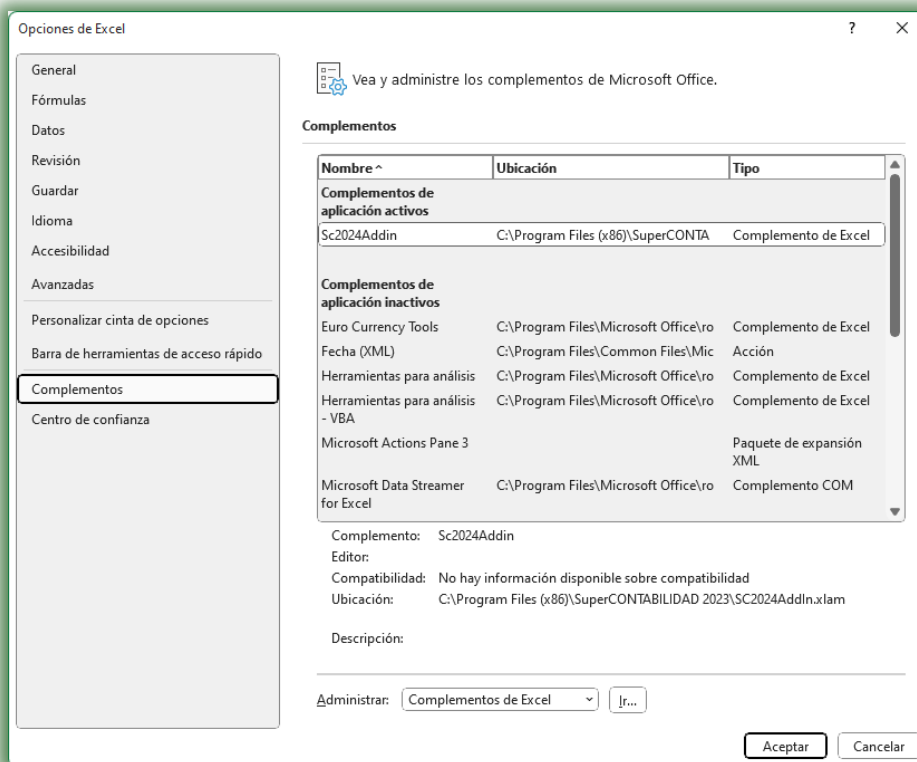 Opciones de Excel
?
General
Fórmulas
Datos
Revisión
Guardar
Idioma
Accesibilidad
Avanzadas
Personalizar cinta de opciones
Barra de herramientas de acceso rápido
Complementos
Centro de confianza
Vea y administre los complementos de Microsoft Office.
Complementos
Nombre Ubicación Tipo
Complementos de
aplicación activos
Sc2024Addin C:\Program Files (x86)\SuperCONTA Complemento de Excel
Complementos de
aplicación inactivos
Euro Currency Tools C:\Program Files\Microsoft Office\ro Complemento de Excel
Fecha (XML) C:\Program Files\Common Files\Mic Acción
Herramientas para análisis C:\Program Files\Microsoft Office\ro Complemento de Excel
Herramientas para análisis C:\Program Files\Microsoft Office\ro Complemento de Excel
- VBA
Microsoft Actions Pane 3 Paquete de expansión
XML
Microsoft Data Streamer C:\Program Files\Microsoft Office\ro Complemento COM
for Excel
Complemento: Sc2024Addin
Editor:
Compatibilidad: No hay información disponible sobre compatibilidad
Ubicación: C:\Program Files (x86)\SuperCONTABILIDAD 2023\SC2024AddIn.xlam
Descripción:
Administrar: Complementos de Excel Ir...
Aceptar Cancelar